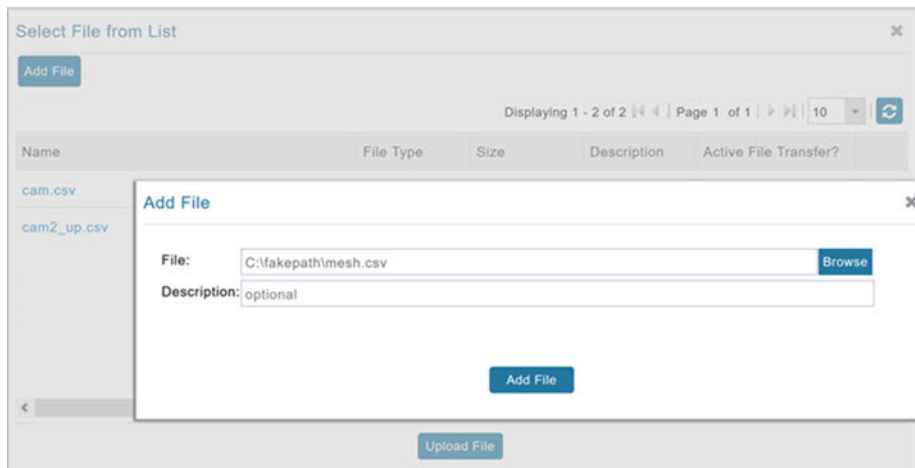 Select File from List
Add File
Displaying 1 - 2 of 2 | Page 1 of 1 | 10
Name File Type Size Description Active File Transfer?
cam.csv
cam2_up.csv
Add File
File: C:\fakepath\mesh.csv Browse
Description: optional
Add File
Upload File